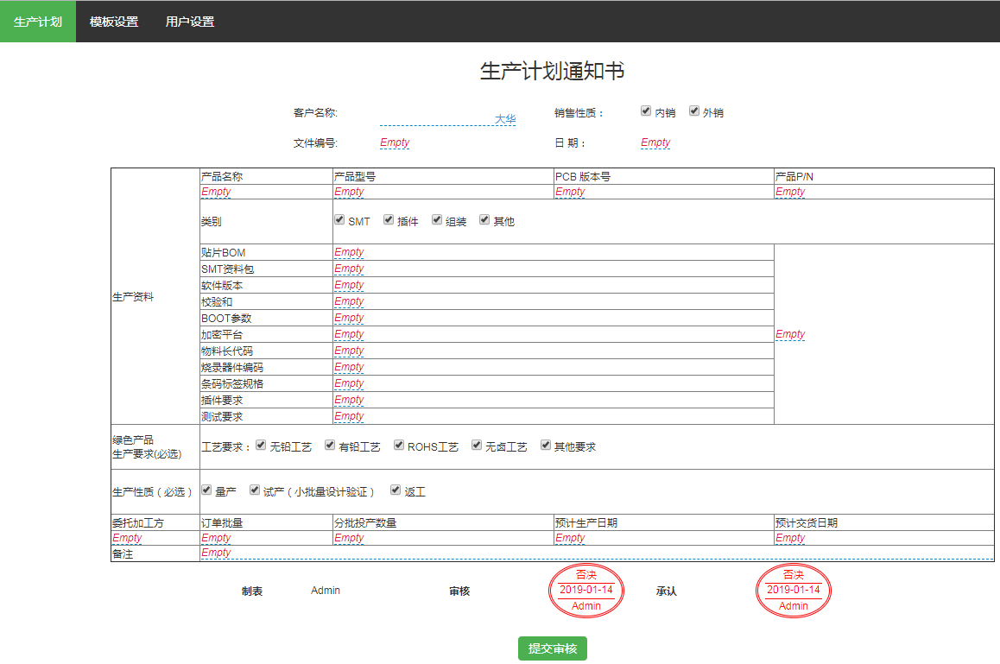 生产计划 模板设置 用户设置
生产计划通知书
客户名称: 大华 销售性质： 内销 外销
文件编号: Empty 日 期： Empty
产品名称 产品型号 PCB 版本号 产品P/N
Empty Empty Empty Empty
类别 SMT 插件 组装 其他
生产资料
贴片BOM Empty
SMT资料包 Empty
软件版本 Empty
校验和 Empty
BOOT参数 Empty
加密平台 Empty Empty
物料长代码 Empty
烧录器件编码 Empty
条码标签规格 Empty
插件要求 Empty
测试要求 Empty
绿色产品
生产要求(必选) 工艺要求： 无铅工艺 有铅工艺 ROHS工艺 无卤工艺 其他要求
生产性质（必选） 量产 试产（小批量设计验证） 返工
委托加工方 订单批量 分批投产数量 预计生产日期 预计交货日期
Empty Empty Empty Empty Empty
备注 Empty
制表 Admin 审核 否决 2019-01-14 Admin 承认 否决 2019-01-14 Admin
提交审核